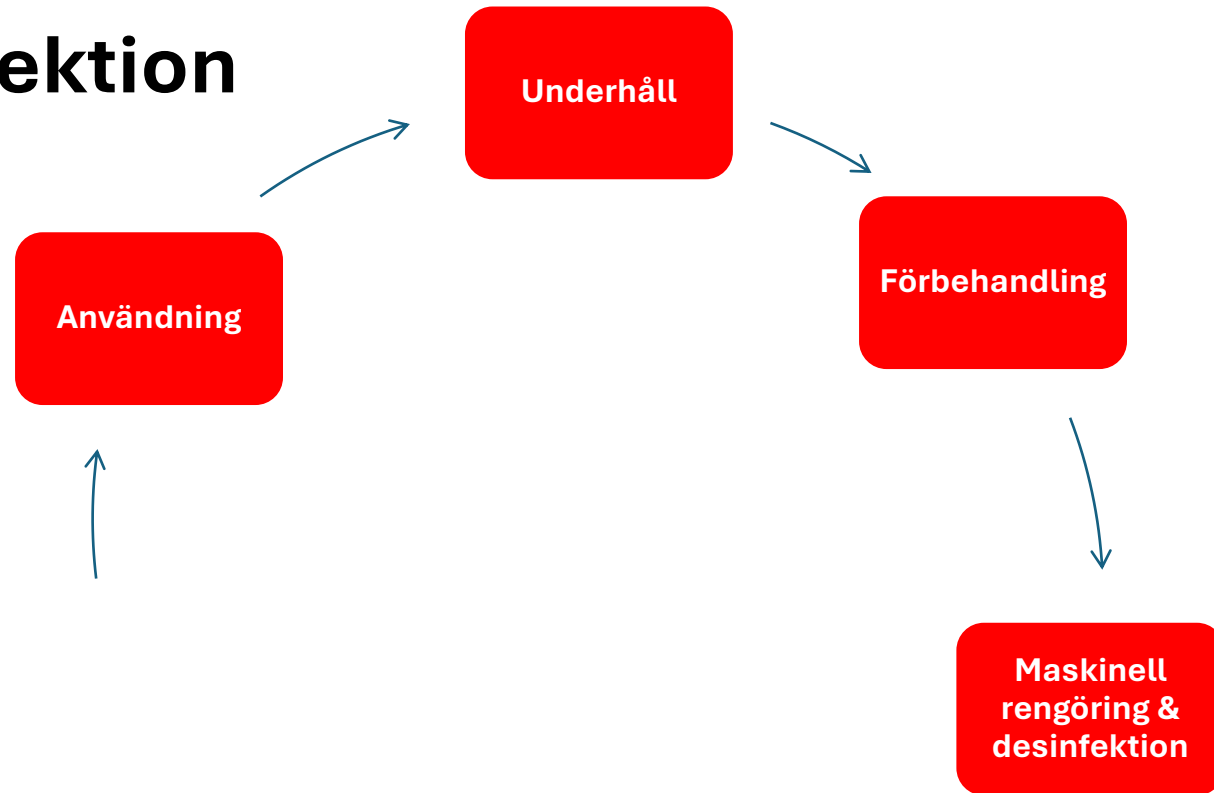 ektion
Underhåll
Förbehandling
Användning
Maskinell
rengöring &
desinfektion